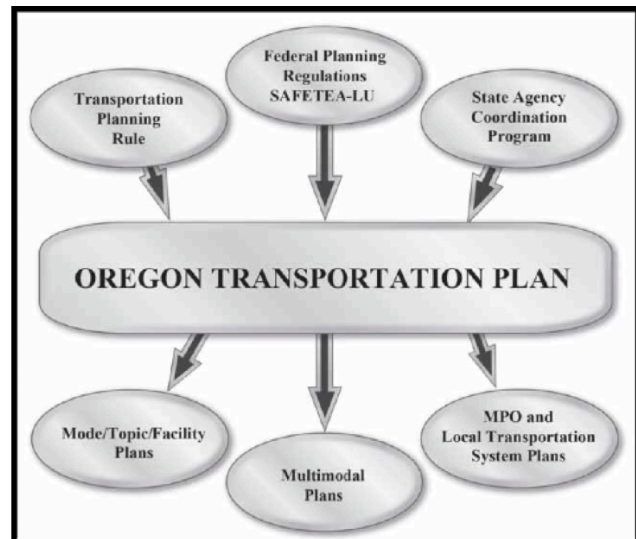 Federal Planning
Regulations
SAFETEA-LU
Transportation
Planning
Rule
State Agency
Coordination
Program
OREGON TRANSPORTATION PLAN
Mode/Topic/Facility
Plans
Multimodal
Plans
MPO and
Local Transportation
System Plans